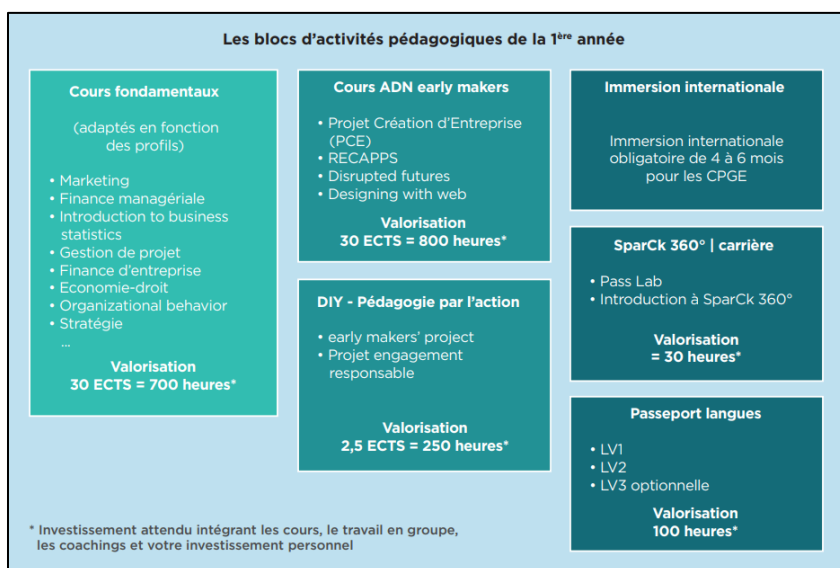 Les blocs d'activités pédagogiques de la 1ère année
Cours fondamentaux
(adaptés en fonction
des profils)
• Marketing
• Finance managériale
• Introduction to business
statistics
• Gestion de projet
• Finance d'entreprise
• Economie-droit
• Organizational behavior
• Stratégie
...
Valorisation
30 ECTS = 700 heures*
Cours ADN early makers
• Projet Création d'Entreprise
(PCE)
• RECAPPS
• Disrupted futures
• Designing with web
Valorisation
30 ECTS = 800 heures*
DIY - Pédagogie par l'action
• early makers' project
• Projet engagement
responsable
Valorisation
2,5 ECTS = 250 heures*
Immersion internationale
Immersion internationale
obligatoire de 4 à 6 mois
pour les CPGE
SparCk 360° | carrière
• Pass Lab
• Introduction à SparCk 360°
Valorisation
= 30 heures*
Passeport langues
• LV1
• LV2
• LV3 optionnelle
Valorisation
100 heures*
* Investissement attendu intégrant les cours, le travail en groupe,
les coachings et votre investissement personnel